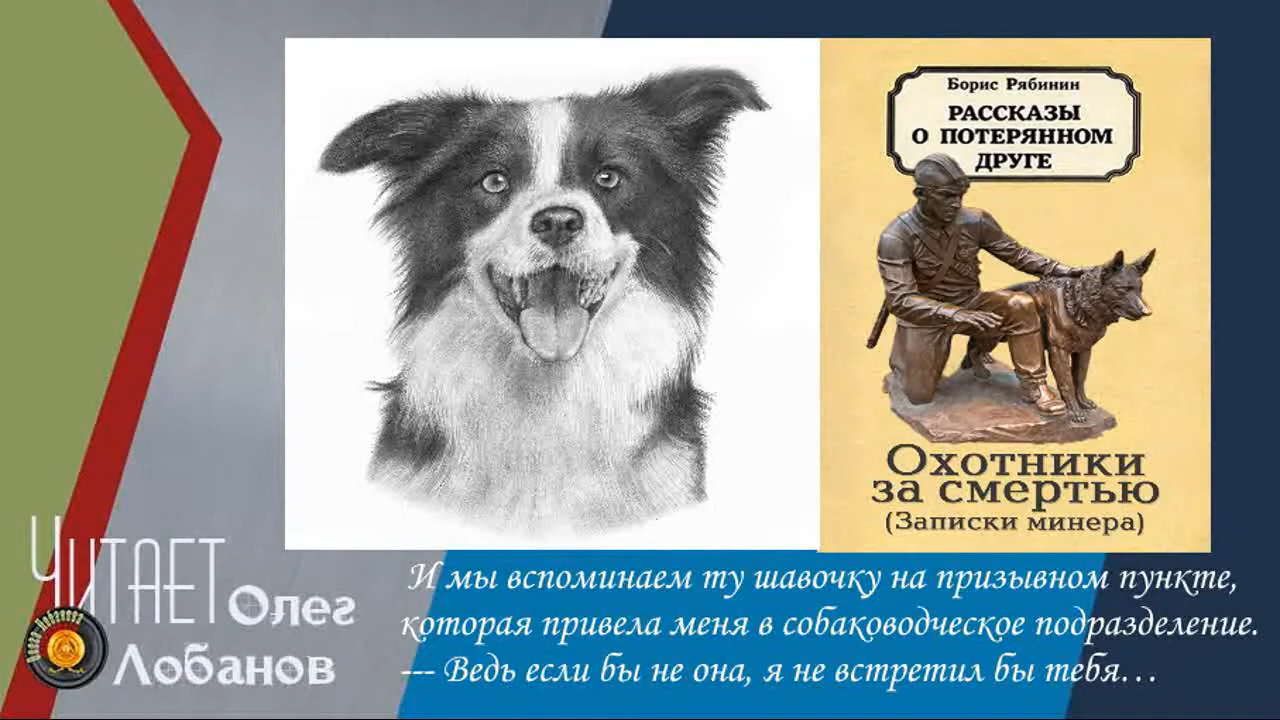 Борис Рябинин
РАССКАЗЫ
О ПОТЕРЯННОМ
ДРУГЕ
Охотники
за смертью
(Записки минера)
Читает
Олег
Лобанов
И мы вспоминаем ту шавочку на призывном пункте,
которая привела меня в собаководческое подразделение.
--- Ведь если бы не она, я не встретил бы тебя…